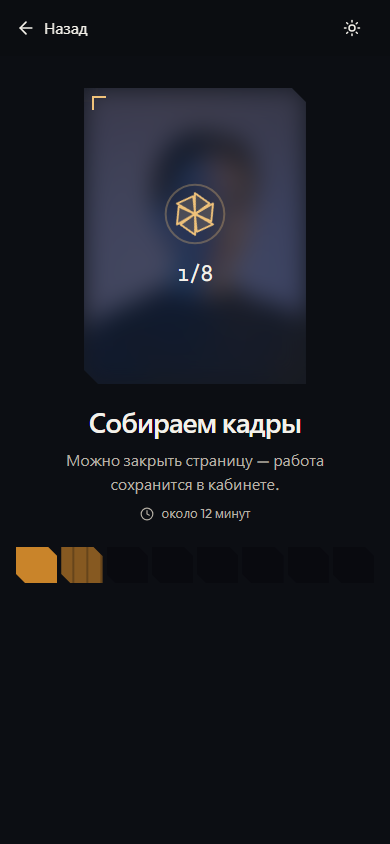 Назад
1/8
Собираем кадры
Можно закрыть страницу — работа
сохранится в кабинете.
около 12 минут